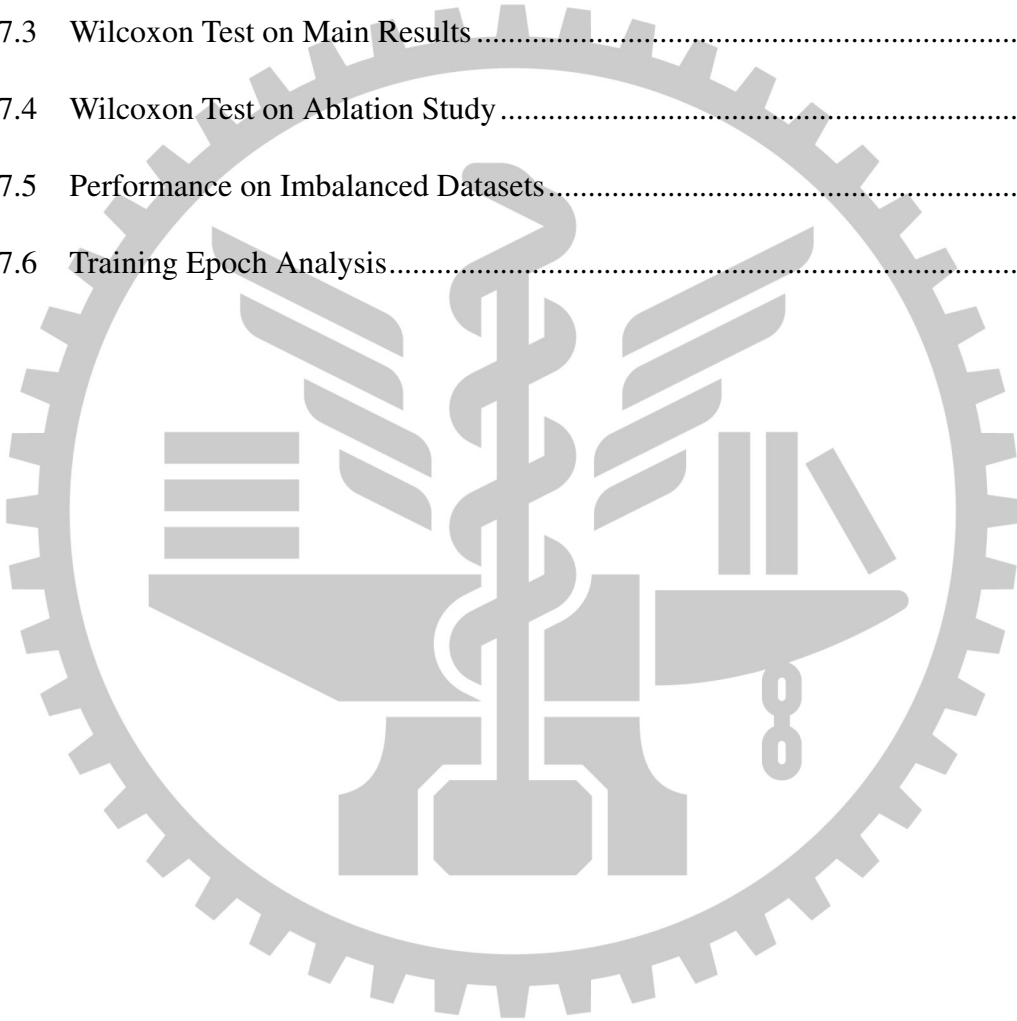 7.3 Wilcoxon Test on Main Results ................................................................................
7.4 Wilcoxon Test on Ablation Study .............................................................................
7.5 Performance on Imbalanced Datasets .......................................................................
7.6 Training Epoch Analysis ...........................................................................................